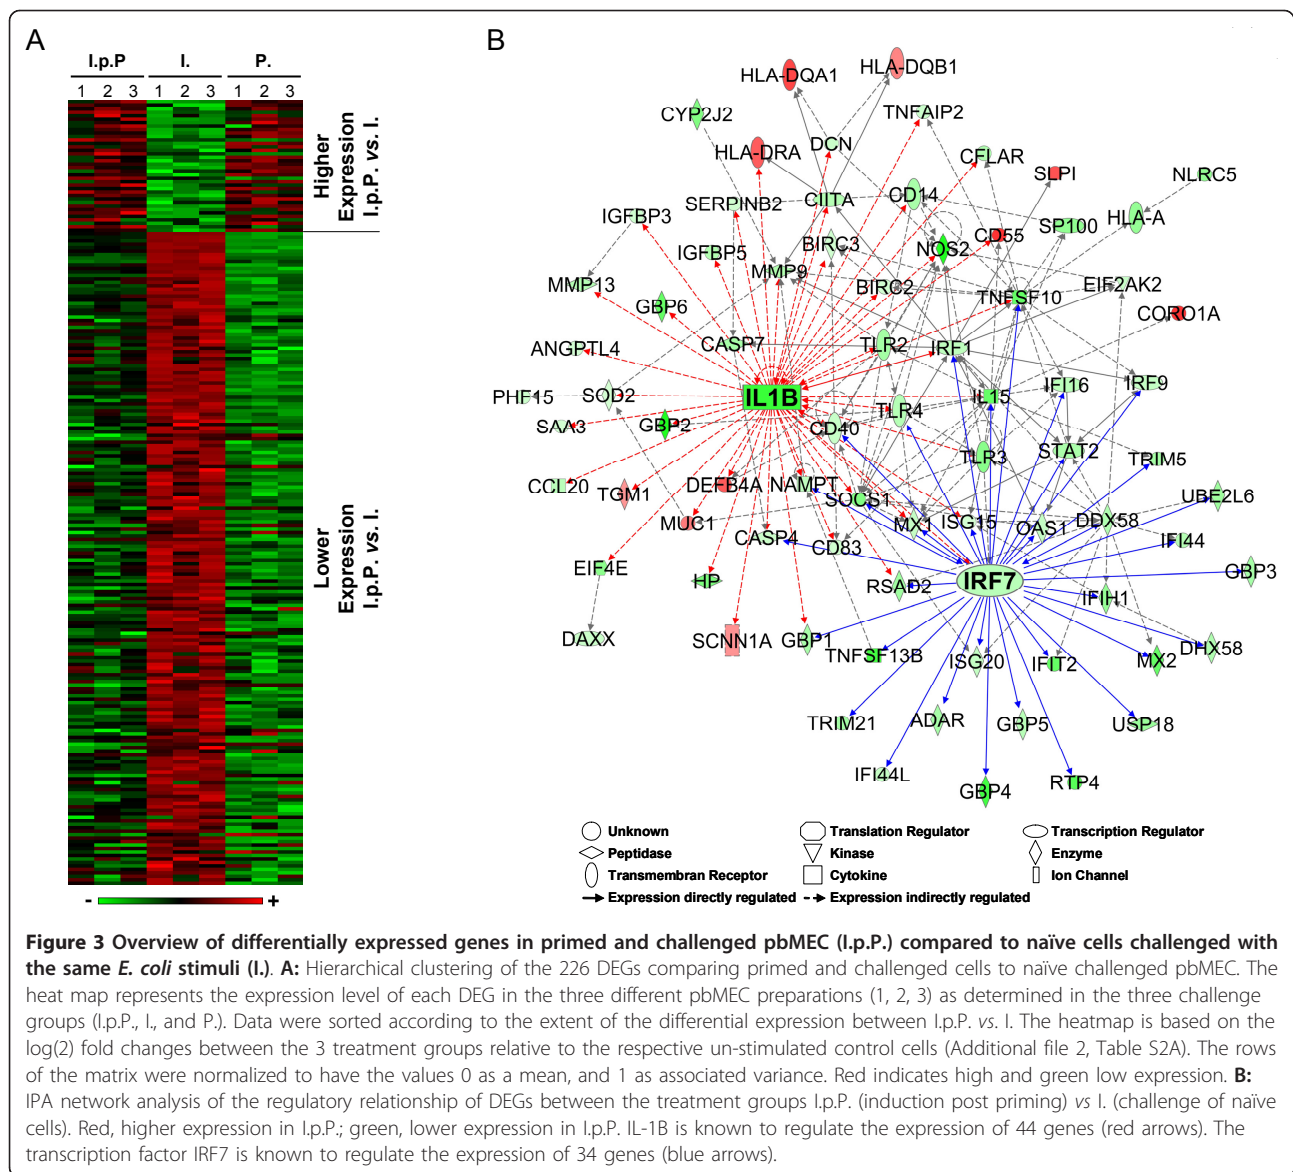 A
B
I.p.P I. P.
1 2 3 1 2 3 1 2 3
Higher
Expression
I.p.P. vs. I.
Lower
Expression
I.p.P. vs. I.
- +
HLA-DQA1 HLA-DQB1
CYP2J2 TNFAIP2
HLA-DRA DCN CFLAR
SLPI NLRC5
SERPINB2 CIITA CD14
IGFBP3 SP100 HLA-A
IGFBP5 BIRC3 NOS2 CD55
MMP13 MMP9 BIRC2 TNFSF10 EIF2AK2
GBP6 CORO1A
ANGPTL4 CASP7 TLR2 IRF1
PHF15 SOD2 IL1B IL15 IFI16 IRF9
SAA3 GBP2 CD40 TLR4
TLR3 STAT2 TRIM5
CCL20 TGM1 DEFB4A NAMPT SOCS1 UBE2L6
MUC1 MX1 ISG15 OAS1 DDX58
CASP4 CD83 IFI44
EIF4E HP RSAD2 IRF7 IFIH1 GBP3
DAXX SCNN1A GBP1 TNFSF13B ISG20 IFIT2 MX2 DHX58
TRIM21 ADAR GBP5 USP18
IFI44L GBP4 RTP4
Unknown Translation Regulator Transcription Regulator
Peptidase Kinase Enzyme
Transmembran Receptor Cytokine Ion Channel
Expression directly regulated Expression indirectly regulated
Figure 3 Overview of differentially expressed genes in primed and challenged pbMEC (I.p.P.) compared to naïve cells challenged with
the same E. coli stimuli (I.). A: Hierarchical clustering of the 226 DEGs comparing primed and challenged cells to naïve challenged pbMEC. The
heat map represents the expression level of each DEG in the three different pbMEC preparations (1, 2, 3) as determined in the three challenge
groups (I.p.P., I., and P.). Data were sorted according to the extent of the differential expression between I.p.P. vs. I. The heatmap is based on the
log(2) fold changes between the 3 treatment groups relative to the respective un-stimulated control cells (Additional file 2, Table S2A). The rows
of the matrix were normalized to have the values 0 as a mean, and 1 as associated variance. Red indicates high and green low expression. B:
IPA network analysis of the regulatory relationship of DEGs between the treatment groups I.p.P. (induction post priming) vs I. (challenge of naïve
cells). Red, higher expression in I.p.P.; green, lower expression in I.p.P. IL-1B is known to regulate the expression of 44 genes (red arrows). The
transcription factor IRF7 is known to regulate the expression of 34 genes (blue arrows).